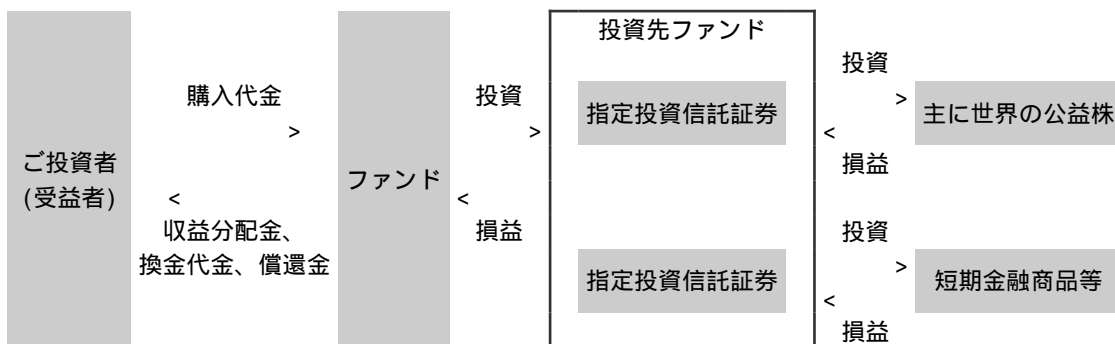 投資先ファンド
投資
購入代金
投資
指定投資信託証券
>
主に世界の公益株
>
>
<
ご投資者
(受益者)
ファンド
損益
<
<
収益分配金、
損益
投資
換金代金、償還金
指定投資信託証券
>
短期金融商品等
<
損益